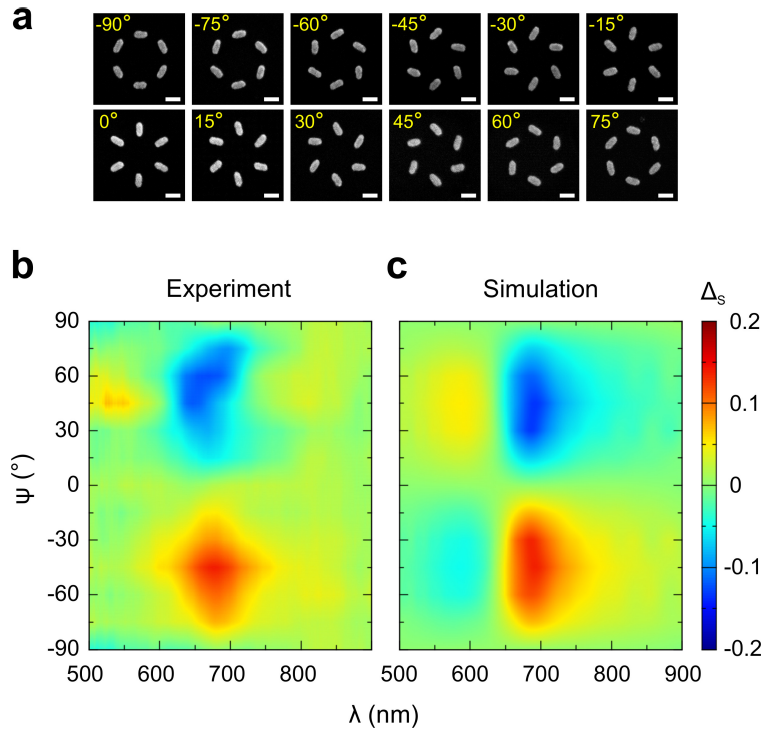 a
-90° -75° -60° -45° -30° -15°
0° 15° 30° 45° 60° 75°
b c
Experiment Simulation Δs
90 0.2
60
0.1
30
ψ (°) 0 0
-30
-0.1
-60
-90 -0.2
500 600 700 800 500 600 700 800 900
λ (nm)